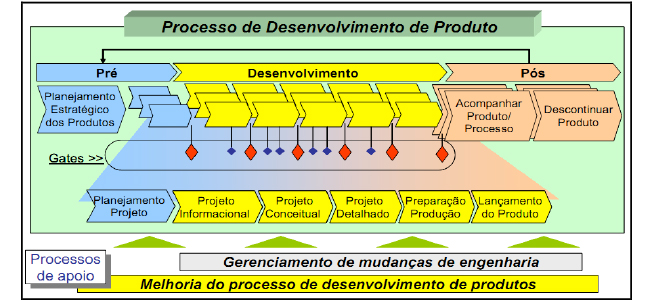 Processo de Desenvolvimento de Produto
Pré
Desenvolvimento
Pós
Planejamento
Estratégico
dos Produtos
Acompanhar
Produto/
Processo
Descontinuar
Produto
Gates >>
Planejamento
Projeto
Projeto
Informacional
Projeto
Conceitual
Projeto
Detalhado
Preparação
Produção
Lançamento
do Produto
Processos
de apoio
Gerenciamento de mudanças de engenharia
Melhoria do processo de desenvolvimento de produtos